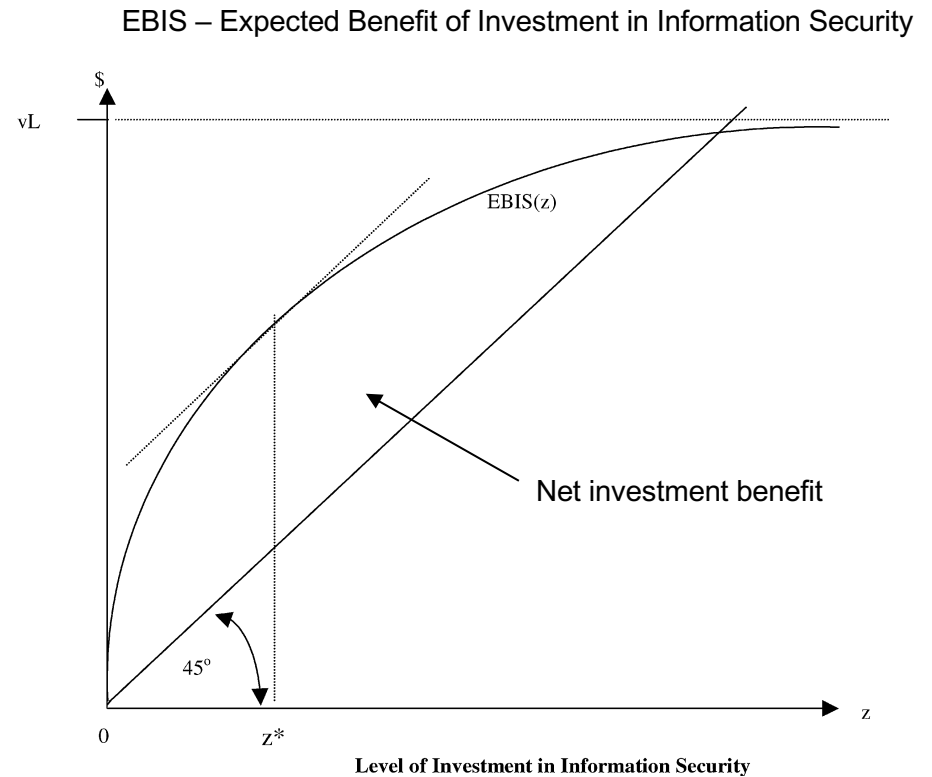 EBIS – Expected Benefit of Investment in Information Security
$
vL
EBIS(z)
Net investment benefit
45º
z
0
z*
Level of Investment in Information Security